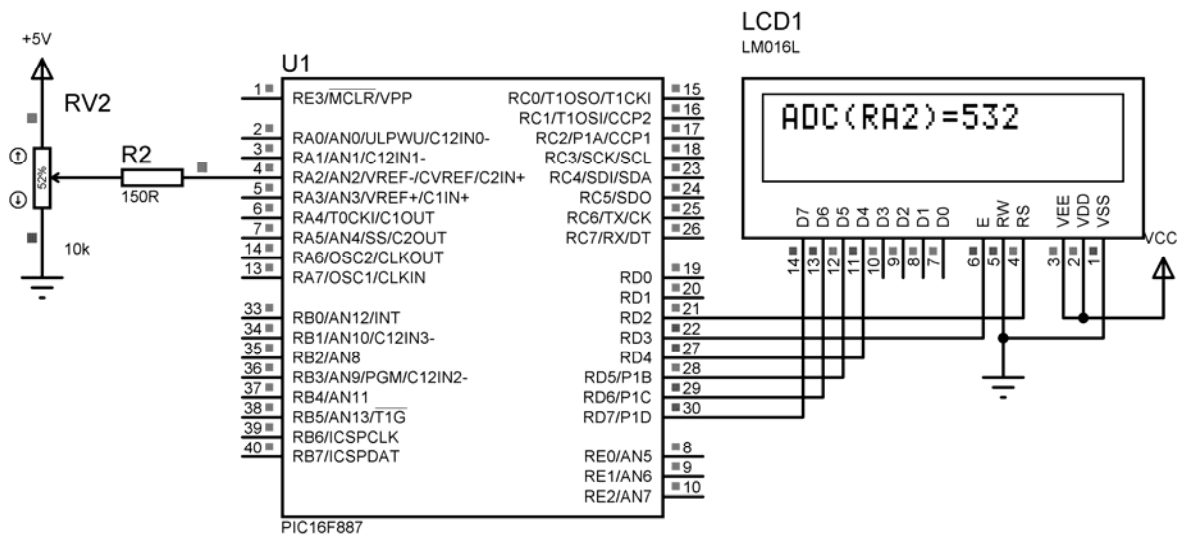 +5V
RV2
52%
10k
R2
150R
U1
1 RE3/MCLR/VPP
2 RA0/AN0/ULPWU/C12IN0-
3 RA1/AN1/C12IN1-
4 RA2/AN2/VREF-/CVREF/C2IN+
5 RA3/AN3/VREF+/C1IN+
6 RA4/T0CKI/C1OUT
7 RA5/AN4/SS/C2OUT
14 RA6/OSC2/CLKOUT
13 RA7/OSC1/CLKIN
33 RB0/AN12/INT
34 RB1/AN10/C12IN3-
35 RB2/AN8
36 RB3/AN9/PGM/C12IN2-
37 RB4/AN11
38 RB5/AN13/T1G
39 RB6/ICSPCLK
40 RB7/ICSPDAT
RC0/T1OSO/T1CKI 15
RC1/T1OSI/CCP2 16
RC2/P1A/CCP1 17
RC3/SCK/SCL 18
RC4/SDI/SDA 23
RC5/SDO 24
RC6/TX/CK 25
RC7/RX/DT 26
RD0 19
RD1 20
RD2 21
RD3 22
RD4 27
RD5/P1B 28
RD6/P1C 29
RD7/P1D 30
RE0/AN5 8
RE1/AN6 9
RE2/AN7 10
PIC16F887
LCD1
LM016L
ADC(RA2)=532
D7 D6 D5 D4 D3 D2 D1 D0 E RW RS VEE VDD VSS
14 13 12 11 10 9 8 7 6 5 4 3 2 1
VCC